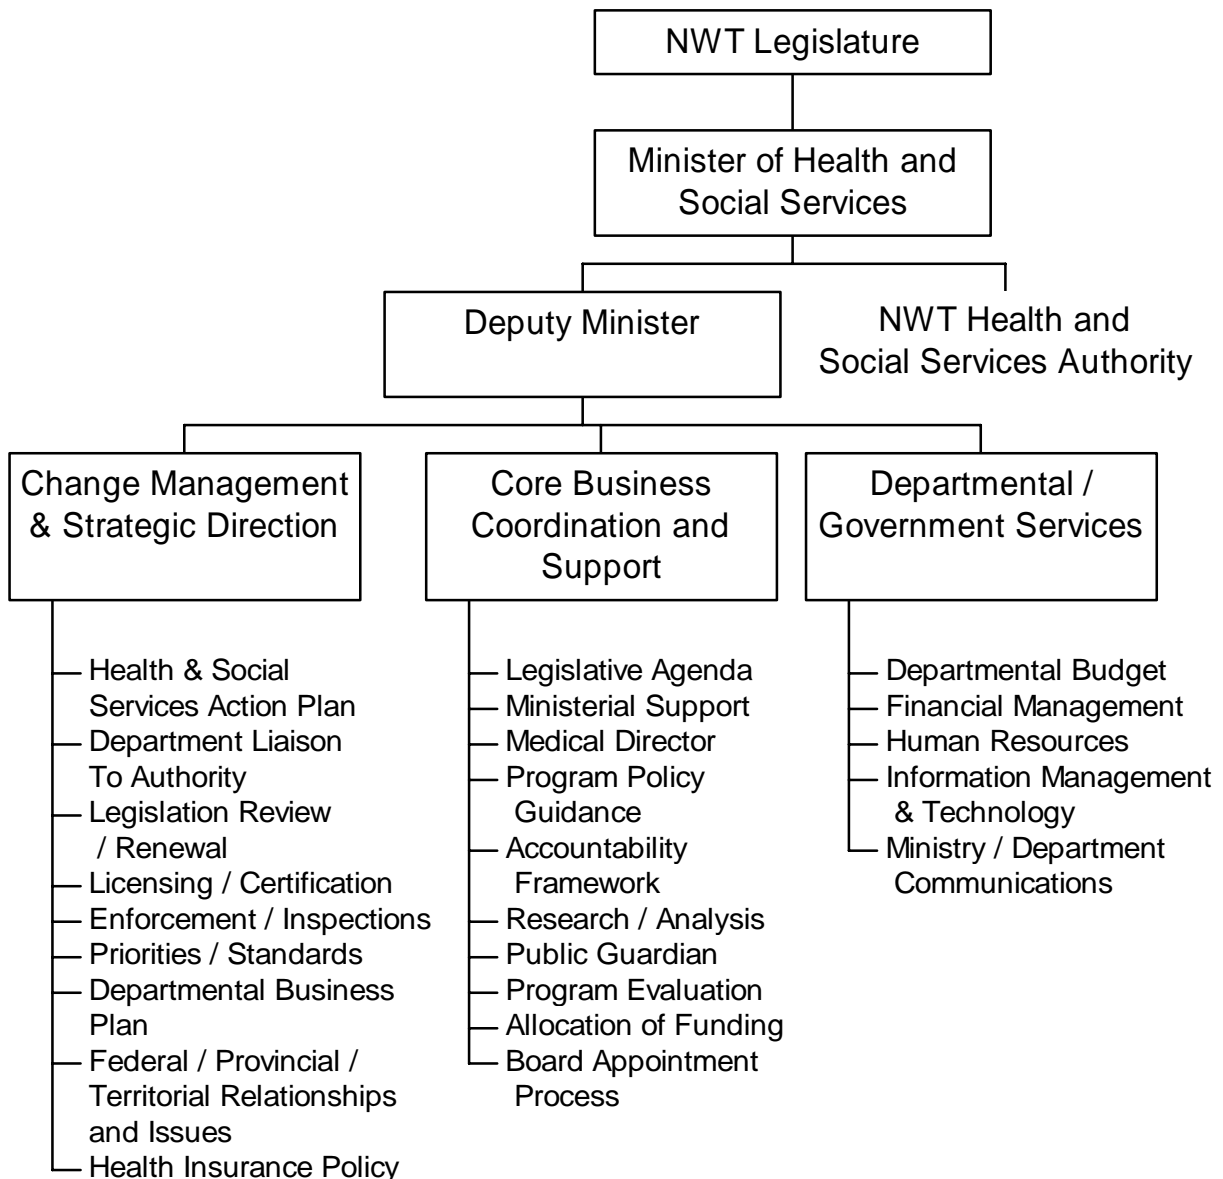 NWT Legislature
Minister of Health and
Social Services
Deputy Minister
NWT Health and
Social Services Authority
Change Management
& Strategic Direction
Core Business
Coordination and
Support
Departmental /
Government Services
Health & Social
Services Action Plan
Department Liaison
To Authority
Legislation Review
/ Renewal
Licensing / Certification
Enforcement / Inspections
Priorities / Standards
Departmental Business
Plan
Federal / Provincial /
Territorial Relationships
and Issues
Health Insurance Policy
Legislative Agenda
Ministerial Support
Medical Director
Program Policy
Guidance
Accountability
Framework
Research / Analysis
Public Guardian
Program Evaluation
Allocation of Funding
Board Appointment
Process
Departmental Budget
Financial Management
Human Resources
Information Management
& Technology
Ministry / Department
Communications